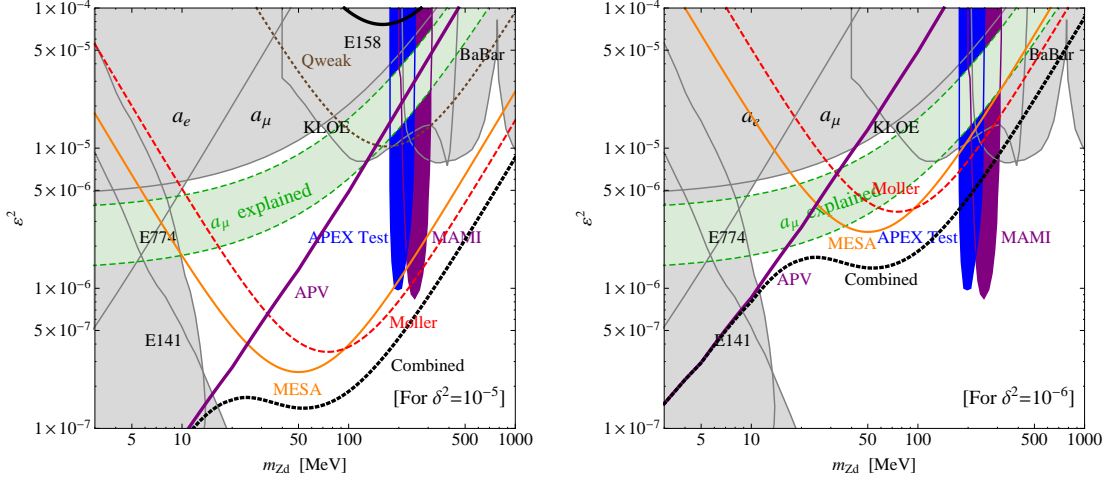 1×10⁻⁴
5×10⁻⁵
1×10⁻⁵
5×10⁻⁶
1×10⁻⁶
5×10⁻⁷
1×10⁻⁷
ε²
E158
Qweak
BaBar
a_e
a_μ
KLOE
a_μ explained
E774
APEX Test
MAMI
APV
Moller
E141
Combined
MESA
[For δ²=10⁻⁵]
5 10 50 100 500 1000
m_Zd [MeV]
1×10⁻⁴
5×10⁻⁵
1×10⁻⁵
5×10⁻⁶
1×10⁻⁶
5×10⁻⁷
1×10⁻⁷
ε²
BaBar
a_e
a_μ
KLOE
Moller
a_μ explained
E774
MESA
APEX Test
MAMI
APV
Combined
E141
[For δ²=10⁻⁶]
5 10 50 100 500 1000
m_Zd [MeV]